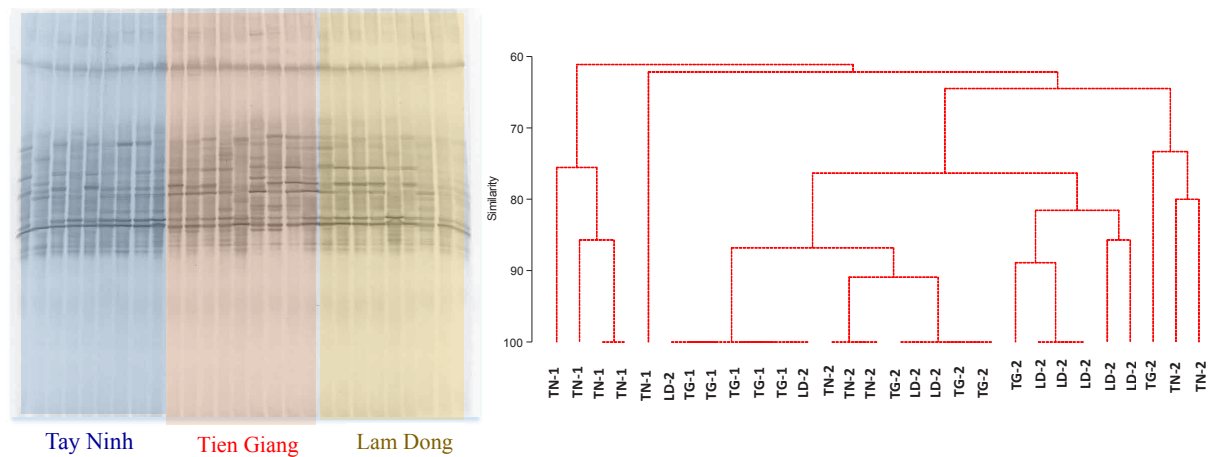 Tay Ninh
Tien Giang
Lam Dong
Similarity
60
70
80
90
100
TN-1
TN-1
TN-1
TN-1
TN-1
LD-2
TG-1
TG-1
TG-1
TG-1
TG-1
LD-2
TN-2
TN-2
TN-2
TG-2
LD-2
LD-2
TG-2
TG-2
TG-2
LD-2
LD-2
LD-2
LD-2
LD-2
TG-2
TN-2
TN-2